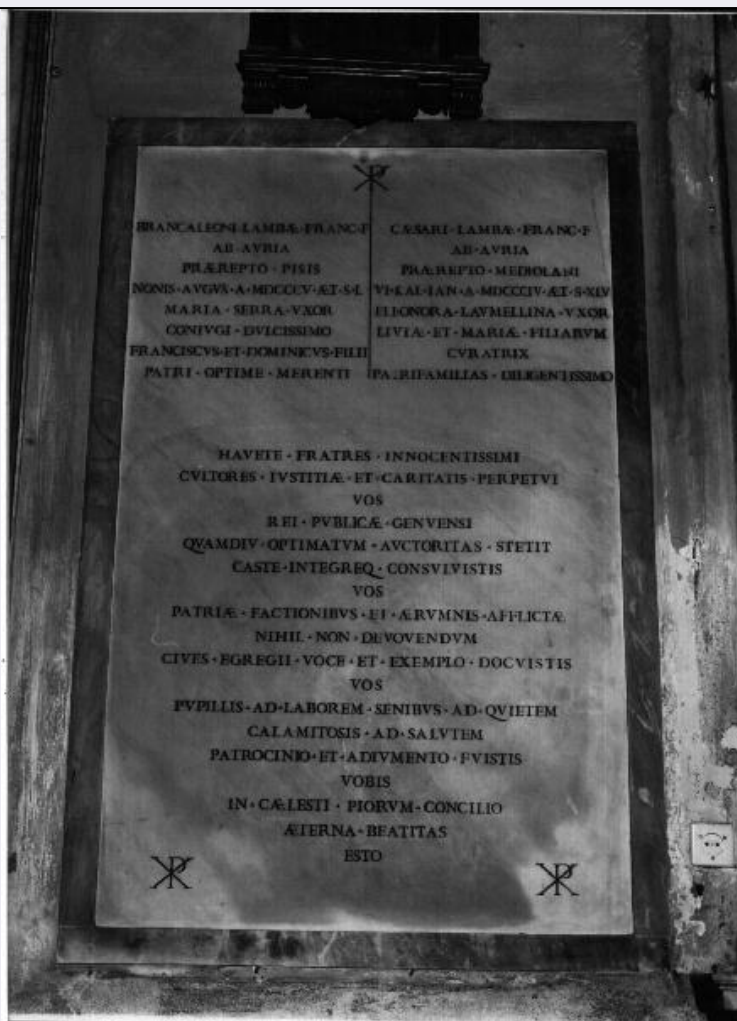 BRANCALEONI · LAMBÆ · FRANC · F
AB · AVRIA
PRÆREPTO · PISIS
NONIS · AVGVS · A · MDCCCV · ÆT · S · L
MARIA · SERRA · VXOR
CONIVGI · DVLCISSIMO
FRANCISCVS · ET · DOMINICVS · FILII
PATRI · OPTIME · MERENTI
CÆSARI · LAMBÆ · FRANC · F
AB · AVRIA
PRÆREPTO · MEDIOLANI
VI · KAL · IAN · A · MDCCCIV · ÆT · S · XLV
ELEONORA · LAVMELLINA · VXOR
LIVIÆ · ET · MARIÆ · FILIARVM
CVRATRIX
PATRIFAMILIAS · DILIGENTISSIMO
HAVETE · FRATRES · INNOCENTISSIMI
CVLTORES · IVSTITIÆ · ET · CARITATIS · PERPETVI
VOS
REI · PVBLICÆ · GENVENSI
QVAMDIV · OPTIMATVM · AVCTORITAS · STETIT
CASTE · INTEGREQ · CONSVLVISTIS
VOS
PATRIÆ · FACTIONIBVS · ET · ÆRVMNIS · AFFLICTÆ
NIHIL · NON · DEVOVENDVM
CIVES · EGREGII · VOCE · ET · EXEMPLO · DOCVISTIS
VOS
PVPILLIS · AD · LABOREM · SENIBVS · AD · QVIETEM
CALAMITOSIS · AD · SALVTEM
PATROCINIO · ET · ADIVMENTO · FVISTIS
VOBIS
IN · CÆLESTI · PIORVM · CONCILIO
ÆTERNA · BEATITAS
ESTO